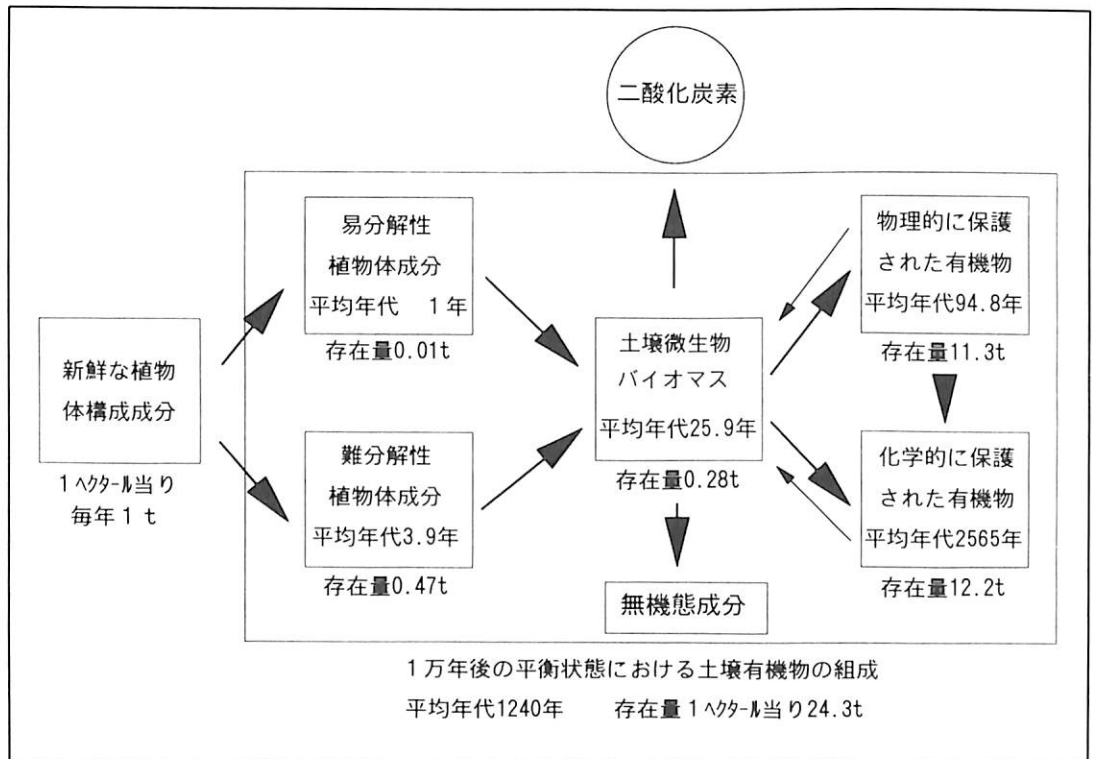 二酸化炭素
易分解性
植物体成分
平均年代　1年
存在量0.01t
物理的に保護
された有機物
平均年代94.8年
存在量11.3t
新鮮な植物
体構成成分
1ヘクタール当り
毎年1t
土壌微生物
バイオマス
平均年代25.9年
存在量0.28t
難分解性
植物体成分
平均年代3.9年
存在量0.47t
化学的に保護
された有機物
平均年代2565年
存在量12.2t
無機態成分
1万年後の平衡状態における土壌有機物の組成
平均年代1240年　存在量1ヘクタール当り24.3t